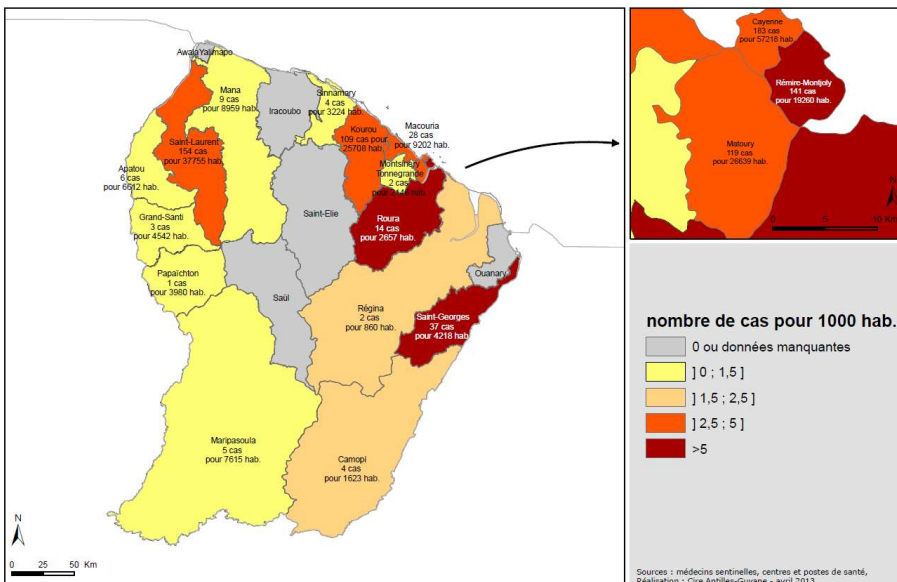 Awala Yalimapo
Mana
9 cas
pour 8959 hab.
Iracoubo
Sinnamary
4 cas
pour 3224 hab.
Kourou
109 cas pour
25708 hab.
Macouria
28 cas
pour 9202 hab.
Saint-Laurent
154 cas
pour 37755 hab.
Apatou
6 cas
pour 6612 hab.
Montsinéry
Tonnegrande
2 cas
hab.
Saint-Elie
Roura
14 cas
pour 2657 hab.
Grand-Santi
3 cas
pour 4542 hab.
Papaïchton
1 cas
pour 3980 hab.
Saül
Ouanary
Régina
2 cas
pour 860 hab.
Saint-Georges
37 cas
pour 4218 hab.
Maripasoula
5 cas
pour 7615 hab.
Camopi
4 cas
pour 1623 hab.
N
0 25 50 Km
Cayenne
183 cas
pour 57218 hab.
Rémire-Montjoly
141 cas
pour 19260 hab.
Matoury
119 cas
pour 26639 hab.
N
0 5 10 Km
nombre de cas pour 1000 hab.
0 ou données manquantes
] 0 ; 1,5 ]
] 1,5 ; 2,5 ]
] 2,5 ; 5 ]
>5
Sources : médecins sentinelles, centres et postes de santé,
Réalisation : Cire Antilles-Guyane - avril 2013